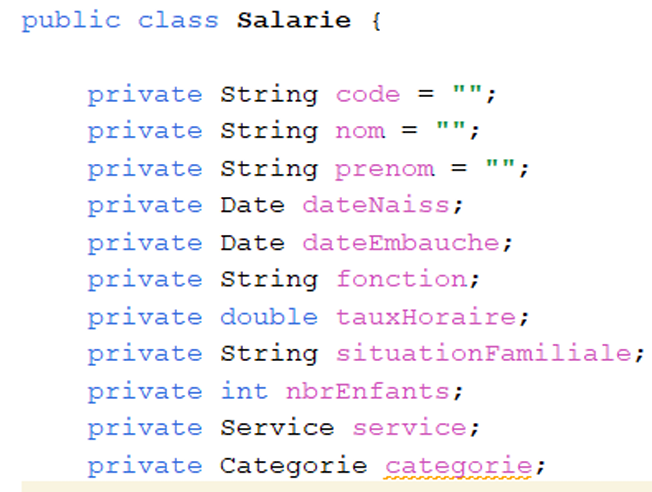 public class Salarie {
private String code = "";
private String nom = "";
private String prenom = "";
private Date dateNaiss;
private Date dateEmbauche;
private String fonction;
private double tauxHoraire;
private String situationFamiliale;
private int nbrEnfants;
private Service service;
private Categorie categorie;